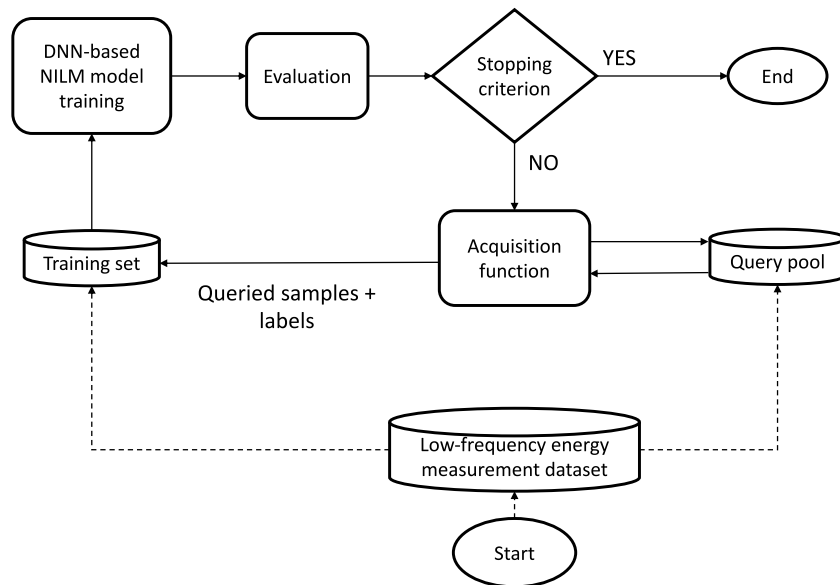 DNN-based
NILM model
training
Evaluation
Stopping
criterion
YES
End
NO
Training set
Acquisition
function
Query pool
Queried samples +
labels
Low-frequency energy
measurement dataset
Start